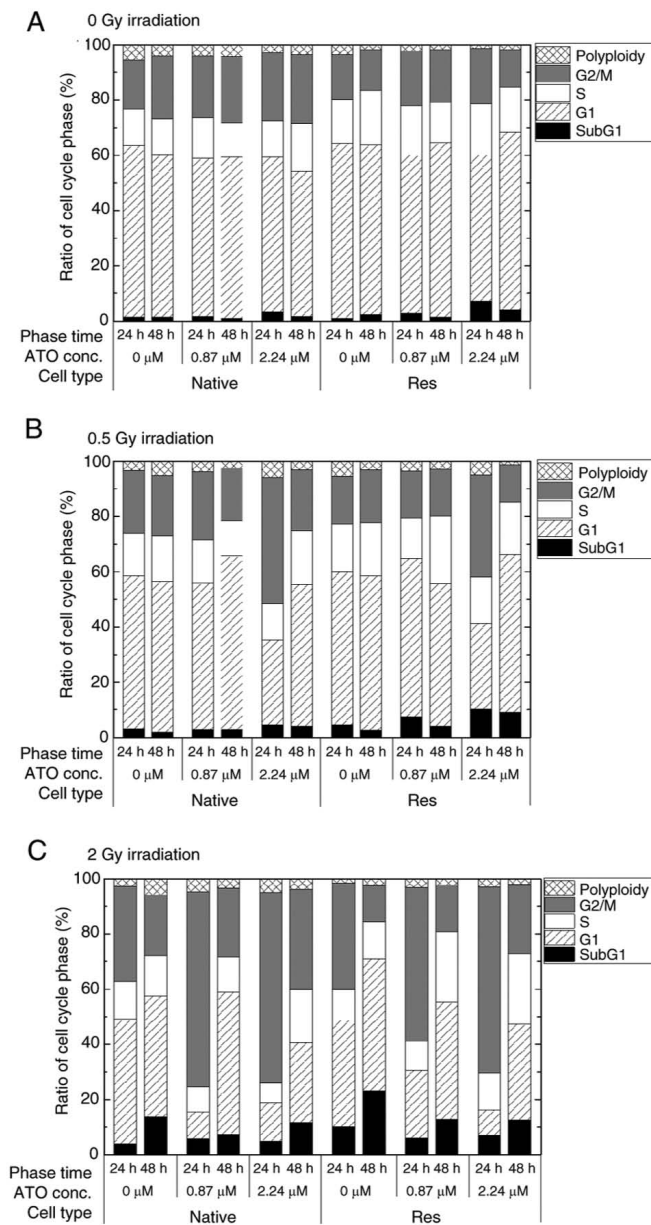 A
0 Gy irradiation
Ratio of cell cycle phase (%)
100
80
60
40
20
0
Polyploidy
G2/M
S
G1
SubG1
Phase time 24 h 48 h 24 h 48 h 24 h 48 h 24 h 48 h 24 h 48 h 24 h 48 h
ATO conc. 0 μM 0.87 μM 2.24 μM 0 μM 0.87 μM 2.24 μM
Cell type Native Res
B
0.5 Gy irradiation
Ratio of cell cycle phase (%)
100
80
60
40
20
0
Polyploidy
G2/M
S
G1
SubG1
Phase time 24 h 48 h 24 h 48 h 24 h 48 h 24 h 48 h 24 h 48 h 24 h 48 h
ATO conc. 0 μM 0.87 μM 2.24 μM 0 μM 0.87 μM 2.24 μM
Cell type Native Res
C
2 Gy irradiation
Ratio of cell cycle phase (%)
100
80
60
40
20
0
Polyploidy
G2/M
S
G1
SubG1
Phase time 24 h 48 h 24 h 48 h 24 h 48 h 24 h 48 h 24 h 48 h 24 h 48 h
ATO conc. 0 μM 0.87 μM 2.24 μM 0 μM 0.87 μM 2.24 μM
Cell type Native Res